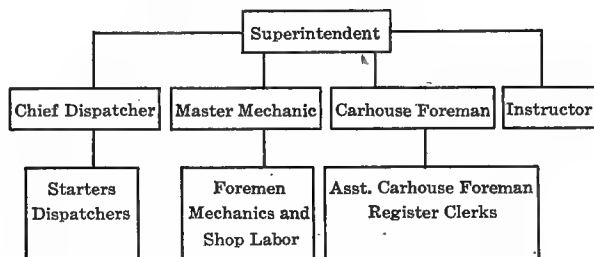 Superintendent
Chief Dispatcher
Master Mechanic
Carhouse Foreman
Instructor
Starters
Dispatchers
Foremen
Mechanics and
Shop Labor
Asst. Carhouse Foreman
Register Clerks